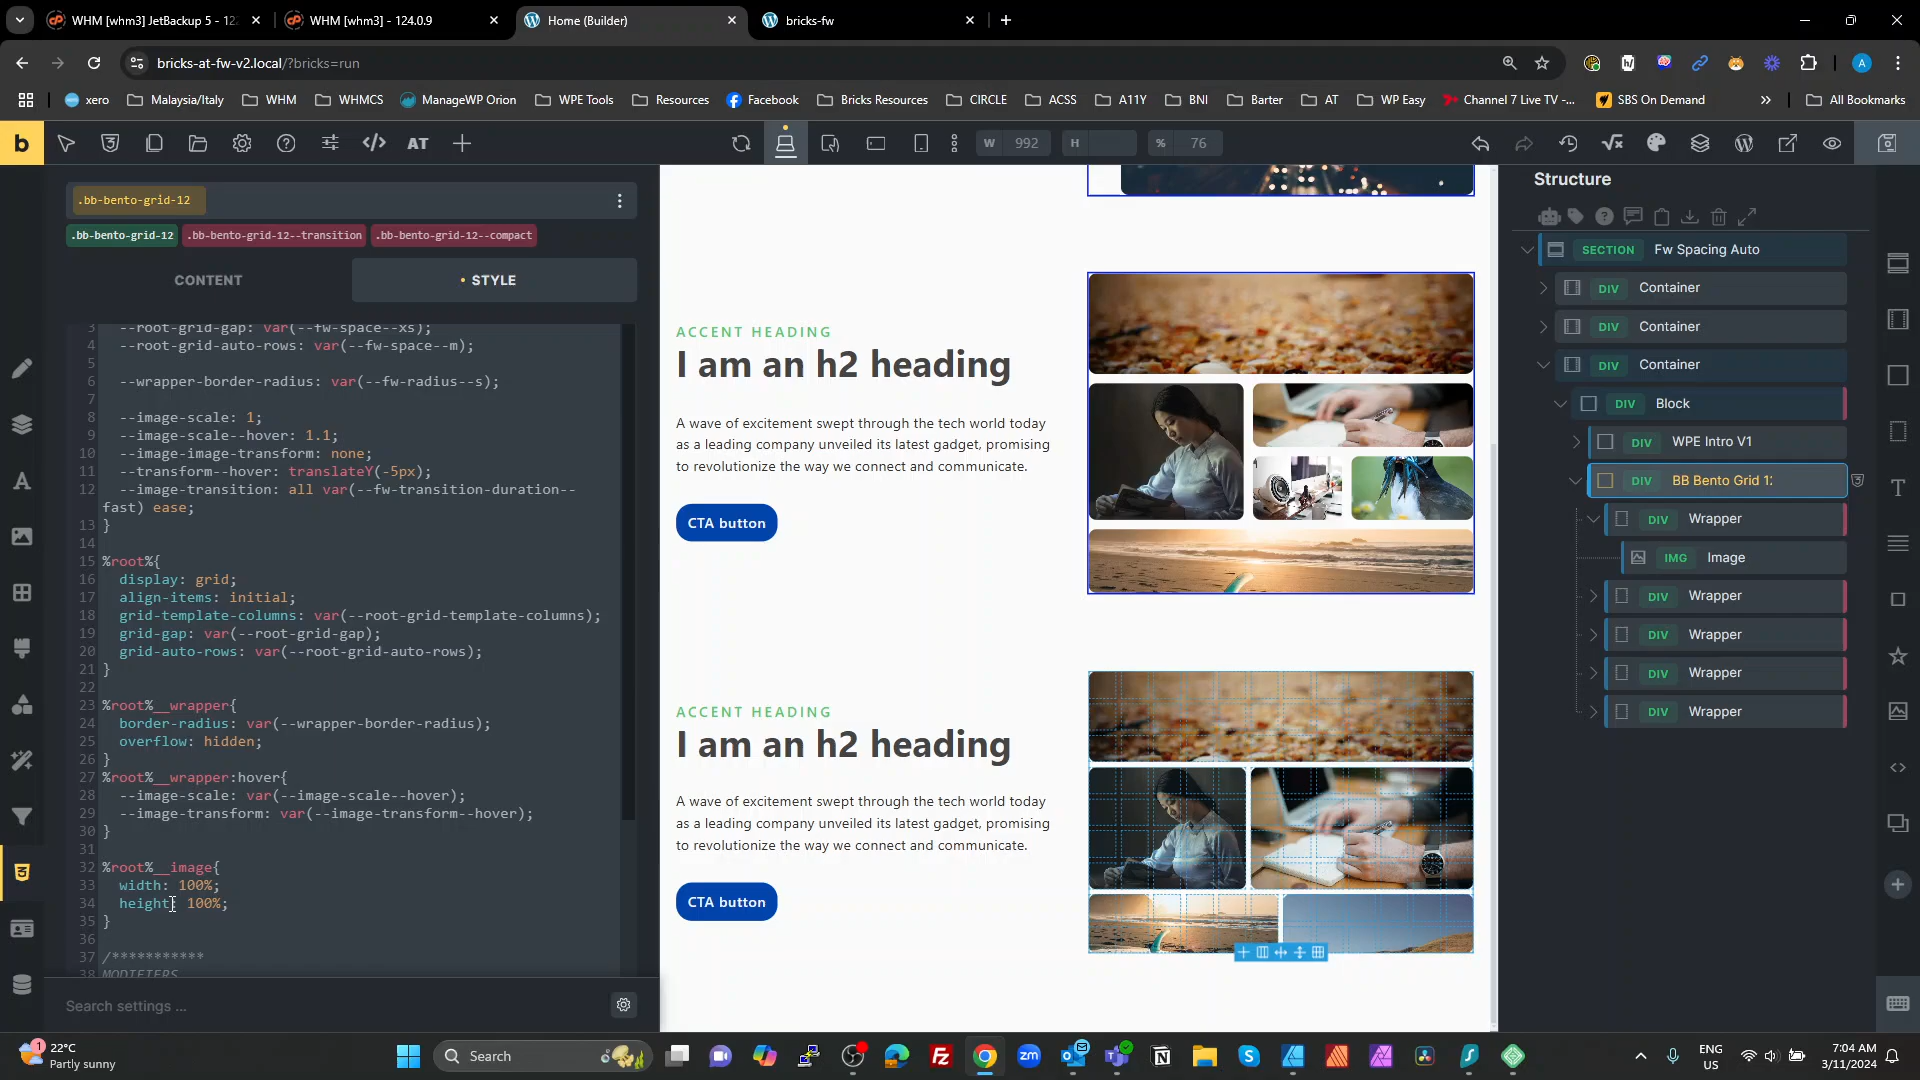 WHM [whm3] JetBackup 5 - 12
WHM [whm3] - 124.0.9
Home (Builder)
bricks-fw
bricks-at-fw-v2.local/?bricks=run
xero
Malaysia/Italy
WHM
WHMCS
ManageWP Orion
WPE Tools
Resources
Facebook
Bricks Resources
CIRCLE
ACSS
A11Y
BNI
Barter
AT
WP Easy
Channel 7 Live TV -...
SBS On Demand
All Bookmarks
b
AT
W 992
H
% 76
.bb-bento-grid-12
.bb-bento-grid-12
.bb-bento-grid-12--transition
.bb-bento-grid-12--compact
CONTENT
STYLE
3 --root-grid-gap: var(--fw-space--xs);
4 --root-grid-auto-rows: var(--fw-space--m);
5
6 --wrapper-border-radius: var(--fw-radius--s);
7
8 --image-scale: 1;
9 --image-scale--hover: 1.1;
10 --image-image-transform: none;
11 --transform--hover: translateY(-5px);
12 --image-transition: all var(--fw-transition-duration--
fast) ease;
13 }
14
15 %root%{
16 display: grid;
17 align-items: initial;
18 grid-template-columns: var(--root-grid-template-columns);
19 grid-gap: var(--root-grid-gap);
20 grid-auto-rows: var(--root-grid-auto-rows);
21 }
22
23 %root%__wrapper{
24 border-radius: var(--wrapper-border-radius);
25 overflow: hidden;
26 }
27 %root%__wrapper:hover{
28 --image-scale: var(--image-scale--hover);
29 --image-transform: var(--image-transform--hover);
30 }
31
32 %root%__image{
33 width: 100%;
34 height: 100%;
35 }
36
37 /***********
38 MODIFIERS
Search settings ...
ACCENT HEADING
I am an h2 heading
A wave of excitement swept through the tech world today
as a leading company unveiled its latest gadget, promising
to revolutionize the way we connect and communicate.
CTA button
ACCENT HEADING
I am an h2 heading
A wave of excitement swept through the tech world today
as a leading company unveiled its latest gadget, promising
to revolutionize the way we connect and communicate.
CTA button
Structure
SECTION Fw Spacing Auto
DIV Container
DIV Container
DIV Container
DIV Block
DIV WPE Intro V1
DIV BB Bento Grid 12
DIV Wrapper
IMG Image
DIV Wrapper
DIV Wrapper
DIV Wrapper
DIV Wrapper
1
22°C
Partly sunny
Search
ENG
US
7:04 AM
3/11/2024